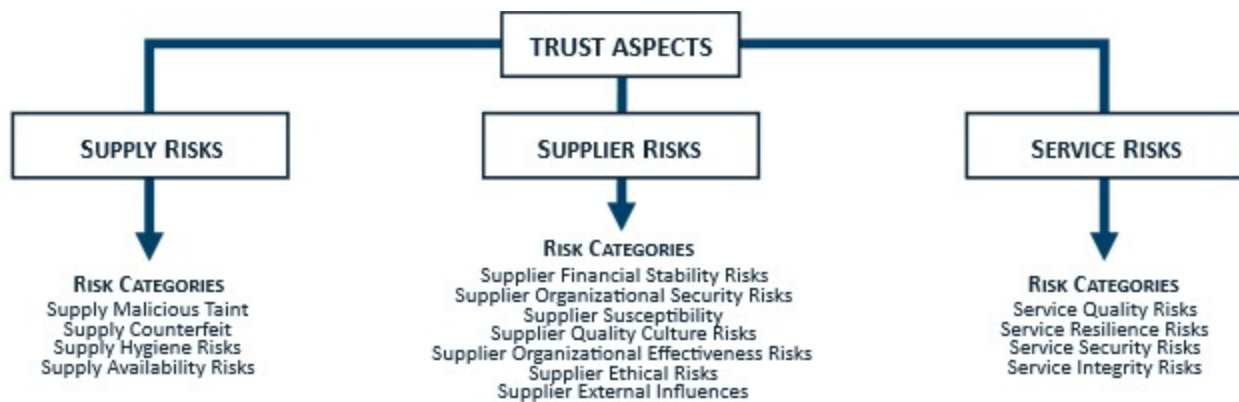 TRUST ASPECTS
SUPPLY RISKS
SUPPLIER RISKS
SERVICE RISKS
RISK CATEGORIES
Supply Malicious Taint
Supply Counterfeit
Supply Hygiene Risks
Supply Availability Risks
RISK CATEGORIES
Supplier Financial Stability Risks
Supplier Organizational Security Risks
Supplier Susceptibility
Supplier Quality Culture Risks
Supplier Organizational Effectiveness Risks
Supplier Ethical Risks
Supplier External Influences
RISK CATEGORIES
Service Quality Risks
Service Resilience Risks
Service Security Risks
Service Integrity Risks